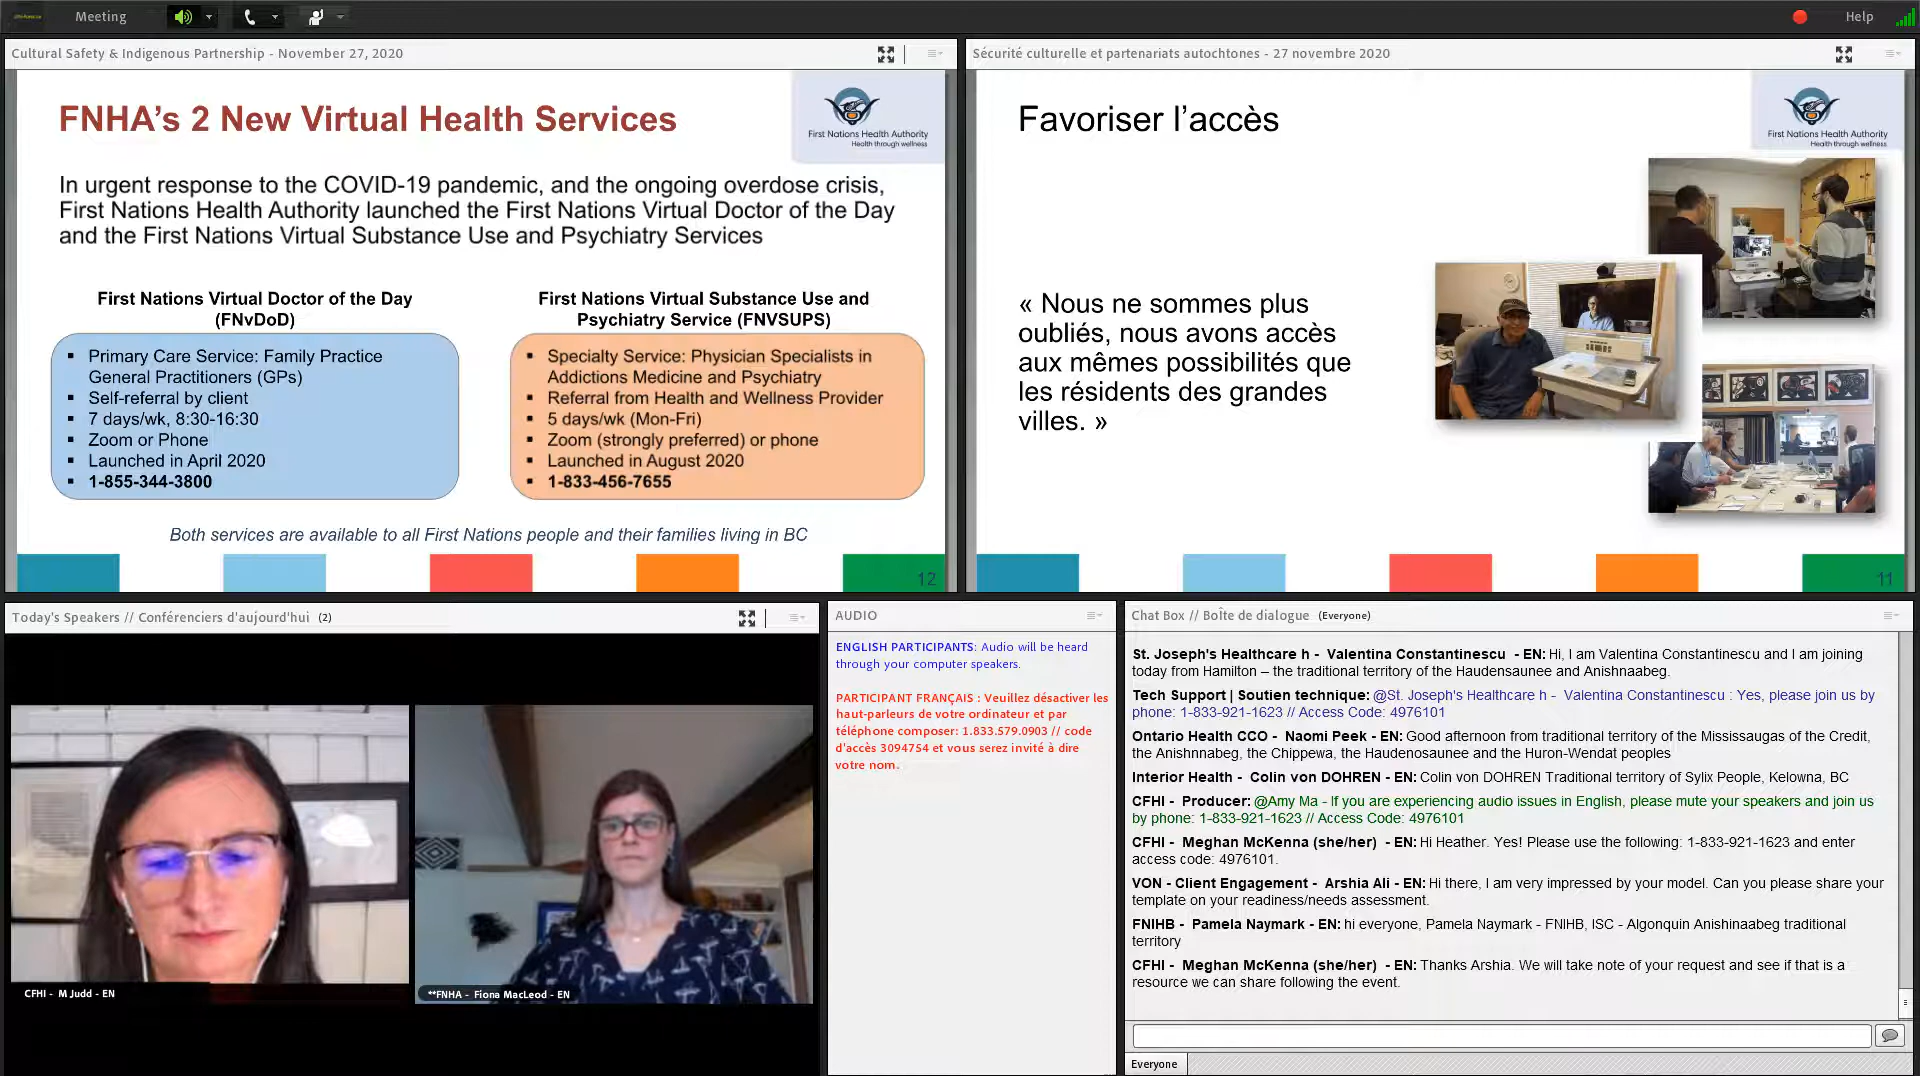 Meeting
Help
Cultural Safety & Indigenous Partnership - November 27, 2020
FNHA's 2 New Virtual Health Services
First Nations Health Authority
Health through wellness
In urgent response to the COVID-19 pandemic, and the ongoing overdose crisis,
First Nations Health Authority launched the First Nations Virtual Doctor of the Day
and the First Nations Virtual Substance Use and Psychiatry Services
First Nations Virtual Doctor of the Day
(FNvDoD)
▪ Primary Care Service: Family Practice
General Practitioners (GPs)
▪ Self-referral by client
▪ 7 days/wk, 8:30-16:30
▪ Zoom or Phone
▪ Launched in April 2020
▪ 1-855-344-3800
First Nations Virtual Substance Use and
Psychiatry Service (FNVSUPS)
▪ Specialty Service: Physician Specialists in
Addictions Medicine and Psychiatry
▪ Referral from Health and Wellness Provider
▪ 5 days/wk (Mon-Fri)
▪ Zoom (strongly preferred) or phone
▪ Launched in August 2020
▪ 1-833-456-7655
Both services are available to all First Nations people and their families living in BC
12
Sécurité culturelle et partenariats autochtones - 27 novembre 2020
Favoriser l'accès
First Nations Health Authority
Health through wellness
« Nous ne sommes plus
oubliés, nous avons accès
aux mêmes possibilités que
les résidents des grandes
villes. »
11
Today's Speakers // Conférenciers d'aujourd'hui (2)
CFHI - M Judd - EN
**FNHA - Fiona MacLeod - EN
AUDIO
ENGLISH PARTICIPANTS: Audio will be heard
through your computer speakers.
PARTICIPANT FRANÇAIS : Veuillez désactiver les
haut-parleurs de votre ordinateur et par
téléphone composer: 1.833.579.0903 // code
d'accès 3094754 et vous serez invité à dire
votre nom.
Chat Box // Boîte de dialogue (Everyone)
St. Joseph's Healthcare h - Valentina Constantinescu - EN: Hi, I am Valentina Constantinescu and I am joining
today from Hamilton – the traditional territory of the Haudensaunee and Anishnaabeg.
Tech Support | Soutien technique: @St. Joseph's Healthcare h - Valentina Constantinescu : Yes, please join us by
phone: 1-833-921-1623 // Access Code: 4976101
Ontario Health CCO - Naomi Peek - EN: Good afternoon from traditional territory of the Mississaugas of the Credit,
the Anishnnabeg, the Chippewa, the Haudenosaunee and the Huron-Wendat peoples
Interior Health - Colin von DOHREN - EN: Colin von DOHREN Traditional territory of Sylix People, Kelowna, BC
CFHI - Producer: @Amy Ma - If you are experiencing audio issues in English, please mute your speakers and join us
by phone: 1-833-921-1623 // Access Code: 4976101
CFHI - Meghan McKenna (she/her) - EN: Hi Heather. Yes! Please use the following: 1-833-921-1623 and enter
access code: 4976101.
VON - Client Engagement - Arshia Ali - EN: Hi there, I am very impressed by your model. Can you please share your
template on your readiness/needs assessment.
FNIHB - Pamela Naymark - EN: hi everyone, Pamela Naymark - FNIHB, ISC - Algonquin Anishinaabeg traditional
territory
CFHI - Meghan McKenna (she/her) - EN: Thanks Arshia. We will take note of your request and see if that is a
resource we can share following the event.
Everyone